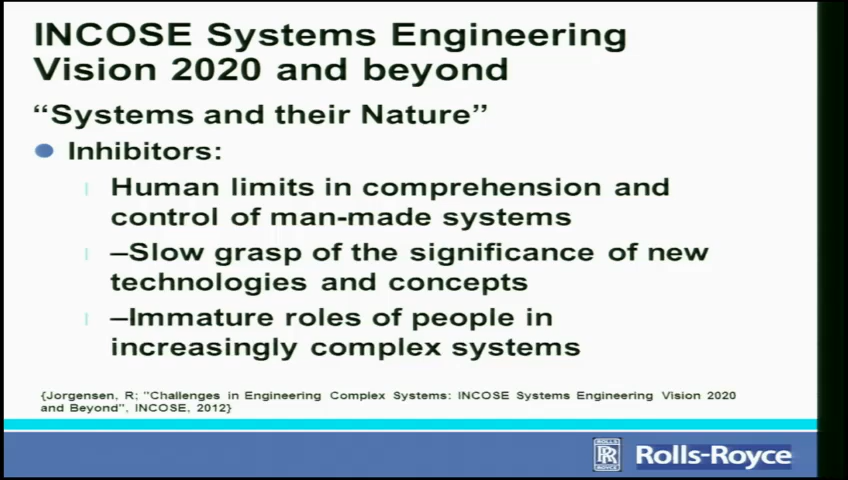 INCOSE Systems Engineering
Vision 2020 and beyond
“Systems and their Nature”
Inhibitors:
Human limits in comprehension and
control of man-made systems
–Slow grasp of the significance of new
technologies and concepts
–Immature roles of people in
increasingly complex systems
{Jorgensen, R; "Challenges in Engineering Complex Systems: INCOSE Systems Engineering Vision 2020
and Beyond", INCOSE, 2012}
ROLLS
RR
ROYCE
Rolls-Royce